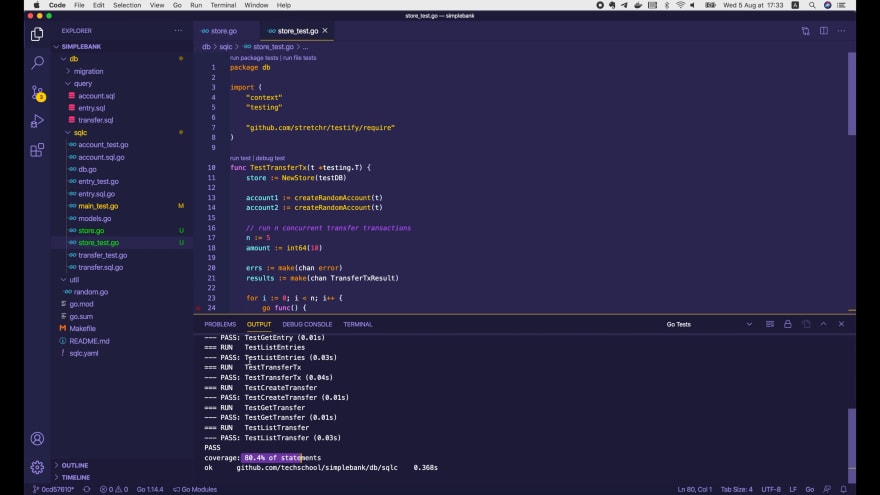 Code File Edit Selection View Go Run Terminal Window Help
Wed 5 Aug at 17:33
store_test.go — simplebank
EXPLORER
SIMPLEBANK
db
migration
query
account.sql
entry.sql
transfer.sql
sqlc
account_test.go
account.sql.go
db.go
entry_test.go
entry.sql.go
main_test.go M
models.go
store.go U
store_test.go U
transfer_test.go
transfer.sql.go
util
random.go
go.mod
go.sum
Makefile
README.md
sqlc.yaml
OUTLINE
TIMELINE
store.go
store_test.go
db > sqlc > store_test.go > ...
run package tests | run file tests
1 package db
2
3 import (
4 "context"
5 "testing"
6
7 "github.com/stretchr/testify/require"
8 )
9
run test | debug test
10 func TestTransferTx(t *testing.T) {
11 store := NewStore(testDB)
12
13 account1 := createRandomAccount(t)
14 account2 := createRandomAccount(t)
15
16 // run n concurrent transfer transactions
17 n := 5
18 amount := int64(10)
19
20 errs := make(chan error)
21 results := make(chan TransferTxResult)
22
23 for i := 0; i < n; i++ {
24 go func() {
PROBLEMS OUTPUT DEBUG CONSOLE TERMINAL
Go Tests
--- PASS: TestGetEntry (0.01s)
=== RUN TestListEntries
--- PASS: TestListEntries (0.03s)
=== RUN TestTransferTx
--- PASS: TestTransferTx (0.04s)
=== RUN TestCreateTransfer
--- PASS: TestCreateTransfer (0.01s)
=== RUN TestGetTransfer
--- PASS: TestGetTransfer (0.01s)
=== RUN TestListTransfer
--- PASS: TestListTransfer (0.03s)
PASS
coverage: 80.4% of statements
ok github.com/techschool/simplebank/db/sqlc 0.368s
0cd57610* 0 0 Go 1.14.4 Go Modules
Ln 80, Col 1 Tab Size: 4 UTF-8 LF Go